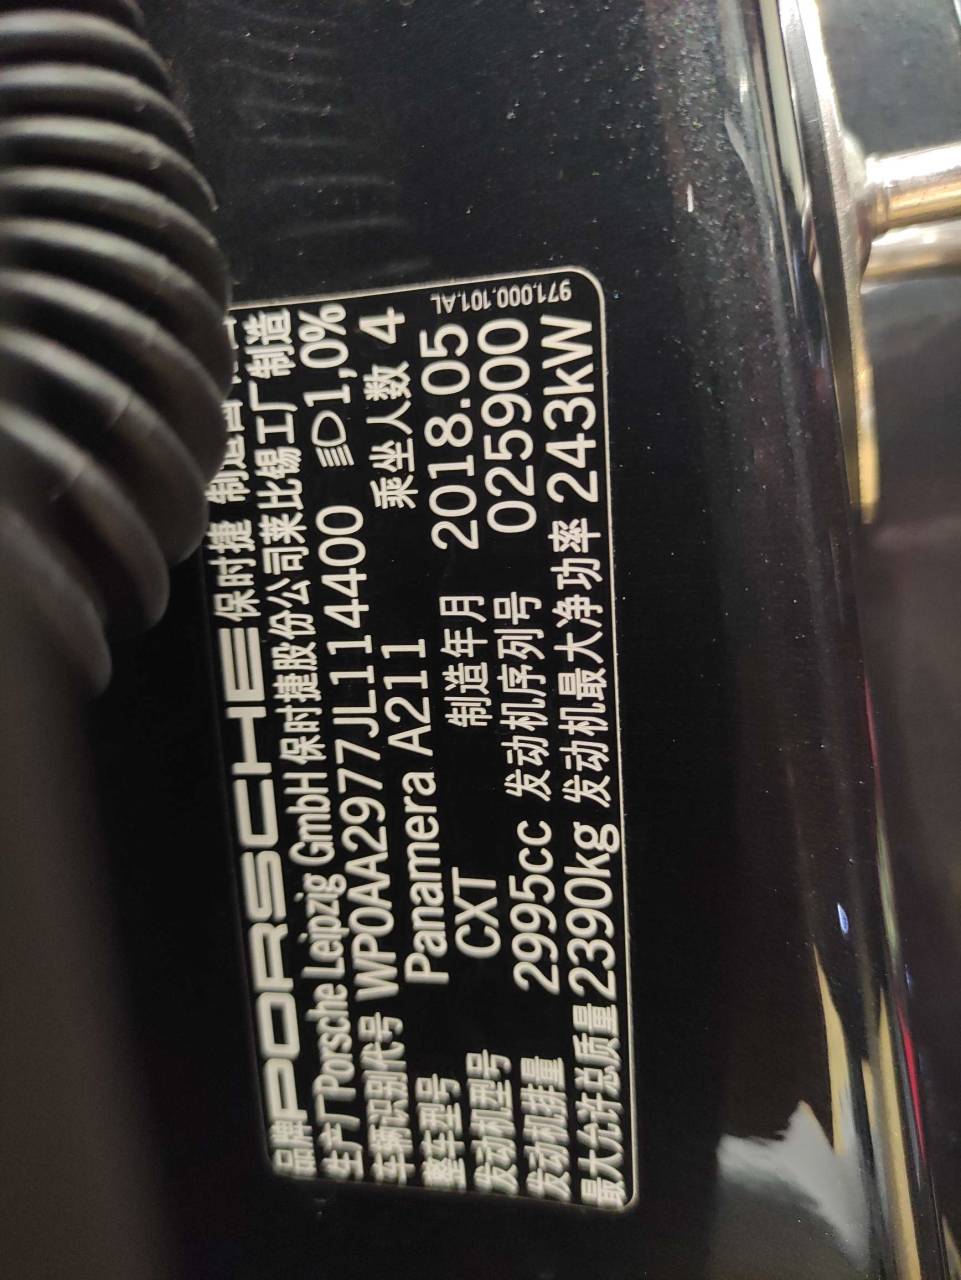 品牌 PORSCHE 保时捷 制造国
生产厂 Porsche Leipzig GmbH 保时捷股份公司莱比锡工厂制造
车辆识别代号 WP0AA2977JL114400 1,0%
整车型号 Panamera A211 乘坐人数 4
发动机型号 CXT 制造年月 2018.05
发动机排量 2995cc 发动机序列号 025900
最大允许总质量 2390kg 发动机最大净功率 243kW
971.000.101.AL